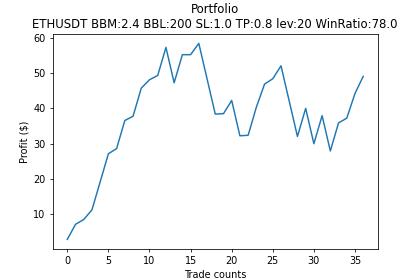 Portfolio
ETHUSDT BBM:2.4 BBL:200 SL:1.0 TP:0.8 lev:20 WinRatio:78.0
60
50
40
30
20
10
Profit ($)
0 5 10 15 20 25 30 35
Trade counts